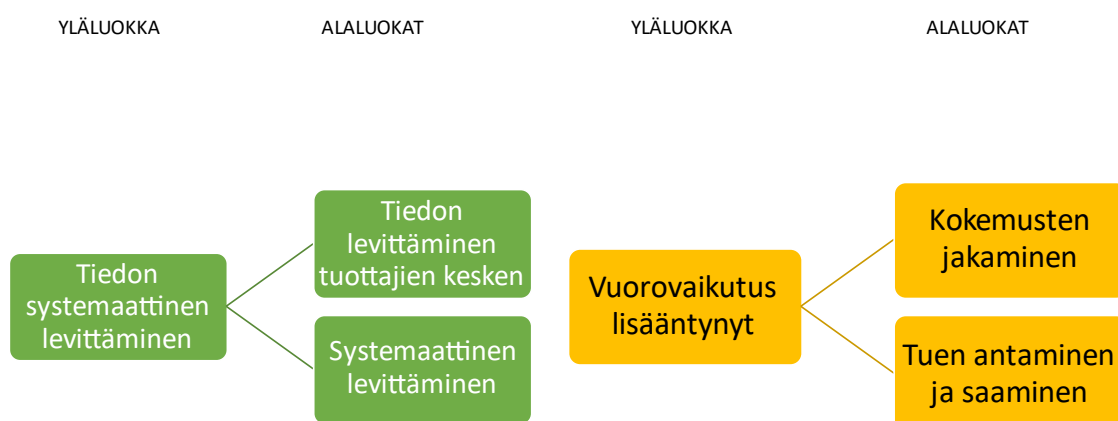 YLÄLUOKKA
ALALUOKAT
YLÄLUOKKA
ALALUOKAT
Tiedon
systemaattinen
levittäminen
Tiedon
levittäminen
tuottajien kesken
Systemaattinen
levittäminen
Vuorovaikutus
lisääntynyt
Kokemusten
jakaminen
Tuen antaminen
ja saaminen